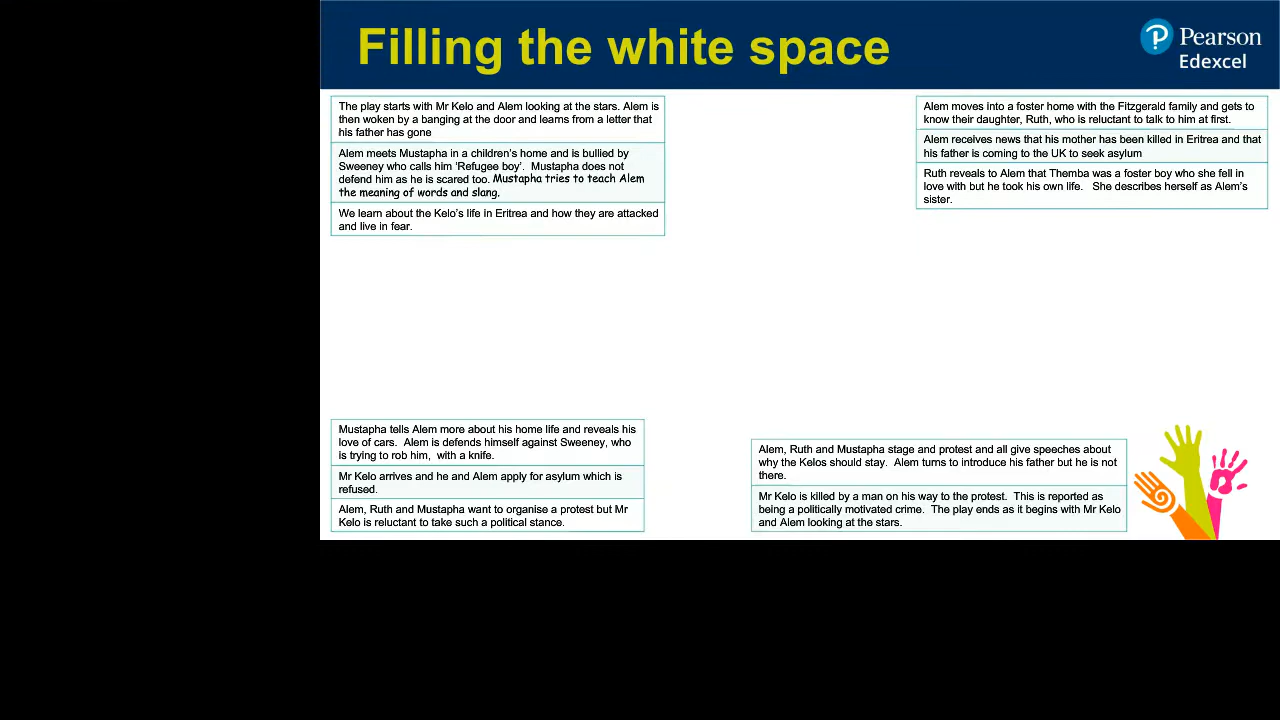 Filling the white space
Pearson
Edexcel
The play starts with Mr Kelo and Alem looking at the stars. Alem is
then woken by a banging at the door and learns from a letter that
his father has gone
Alem meets Mustapha in a children's home and is bullied by
Sweeney who calls him 'Refugee boy'. Mustapha does not
defend him as he is scared too. Mustapha tries to teach Alem
the meaning of words and slang.
We learn about the Kelo's life in Eritrea and how they are attacked
and live in fear.
Alem moves into a foster home with the Fitzgerald family and gets to
know their daughter, Ruth, who is reluctant to talk to him at first.
Alem receives news that his mother has been killed in Eritrea and that
his father is coming to the UK to seek asylum
Ruth reveals to Alem that Themba was a foster boy who she fell in
love with but he took his own life. She describes herself as Alem's
sister.
Mustapha tells Alem more about his home life and reveals his
love of cars. Alem is defends himself against Sweeney, who
is trying to rob him, with a knife.
Mr Kelo arrives and he and Alem apply for asylum which is
refused.
Alem, Ruth and Mustapha want to organise a protest but Mr
Kelo is reluctant to take such a political stance.
Alem, Ruth and Mustapha stage and protest and all give speeches about
why the Kelos should stay. Alem turns to introduce his father but he is not
there.
Mr Kelo is killed by a man on his way to the protest. This is reported as
being a politically motivated crime. The play ends as it begins with Mr Kelo
and Alem looking at the stars.